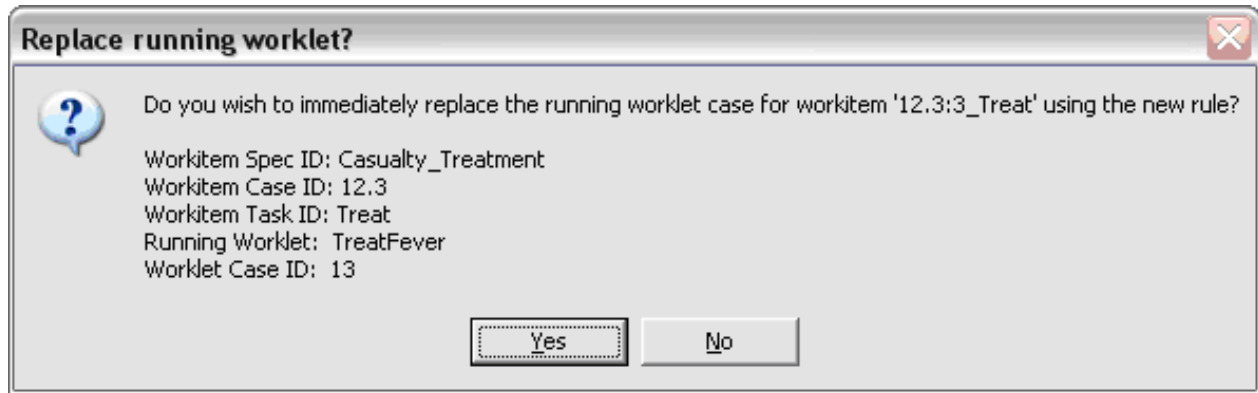 Replace running worklet?
Do you wish to immediately replace the running worklet case for workitem '12.3:3_Treat' using the new rule?
Workitem Spec ID: Casualty_Treatment
Workitem Case ID: 12.3
Workitem Task ID: Treat
Running Worklet:  TreatFever
Worklet Case ID:  13
Yes No